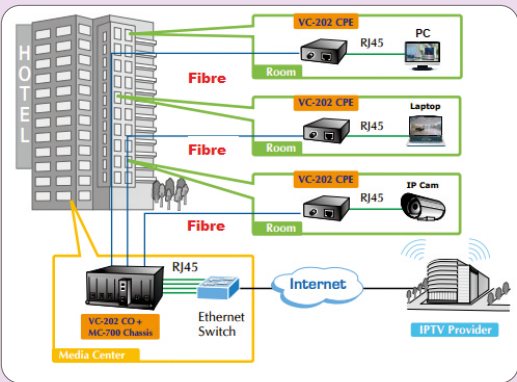 HOTEL
VC-202 CPE
PC
RJ45
Fibre
Room
VC-202 CPE
Laptop
RJ45
Fibre
Room
VC-202 CPE
IP Cam
RJ45
Fibre
Room
RJ45
Ethernet
Switch
Internet
VC-202 CO +
MC-700 Chassis
IPTV Provider
Media Center